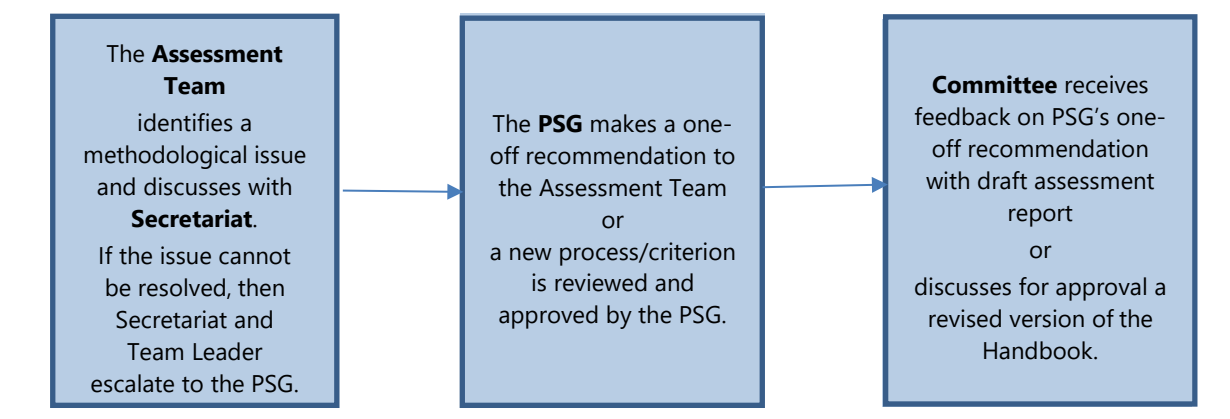 The Assessment
Team
identifies a
methodological issue
and discusses with
Secretariat.
If the issue cannot
be resolved, then
Secretariat and
Team Leader
escalate to the PSG.
The PSG makes a one-
off recommendation to
the Assessment Team
or
a new process/criterion
is reviewed and
approved by the PSG.
Committee receives
feedback on PSG’s one-
off recommendation
with draft assessment
report
or
discusses for approval a
revised version of the
Handbook.